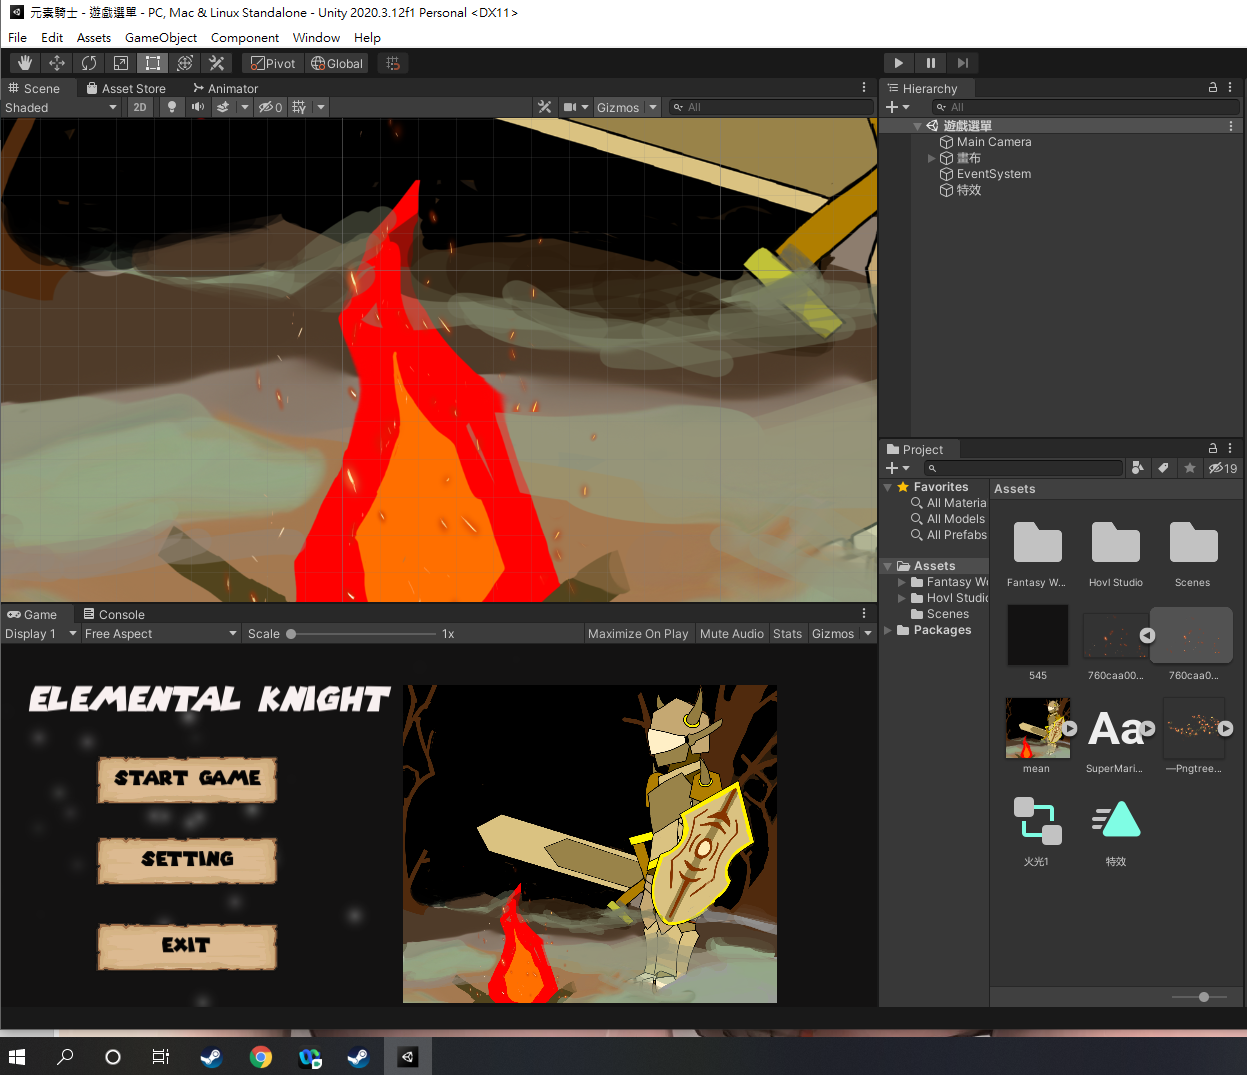 元素騎士 - 遊戲選單 - PC, Mac & Linux Standalone - Unity 2020.3.12f1 Personal <DX11>
File Edit Assets GameObject Component Window Help
Pivot Global
Scene Asset Store Animator
Shaded 2D 0 Gizmos All
Hierarchy
All
遊戲選單
Main Camera
畫布
EventSystem
特效
Project
19
Favorites
All Materia
All Models
All Prefabs
Assets
Fantasy Wo
Hovl Studio
Scenes
Packages
Assets
Fantasy W... Hovl Studio Scenes
545 760caa00... 760caa0...
Aa
mean SuperMari... —Pngtree...
火光1 特效
Game Console
Display 1 Free Aspect Scale 1x Maximize On Play Mute Audio Stats Gizmos
ELEMENTAL KNIGHT
START GAME
SETTING
EXIT